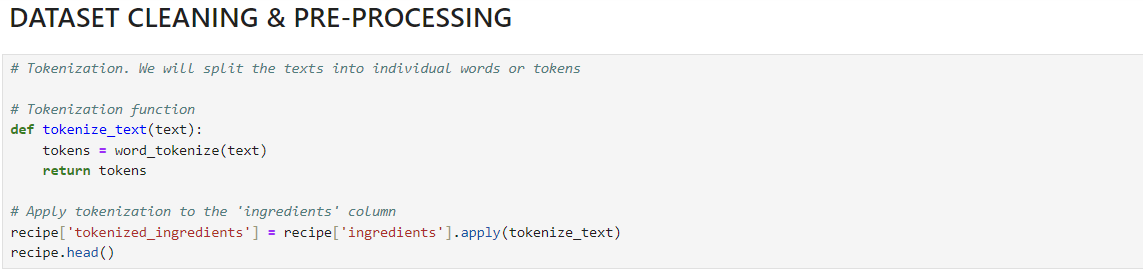 DATASET CLEANING & PRE-PROCESSING
# Tokenization. We will split the texts into individual words or tokens
# Tokenization function
def tokenize_text(text):
    tokens = word_tokenize(text)
    return tokens
# Apply tokenization to the 'ingredients' column
recipe['tokenized_ingredients'] = recipe['ingredients'].apply(tokenize_text)
recipe.head()